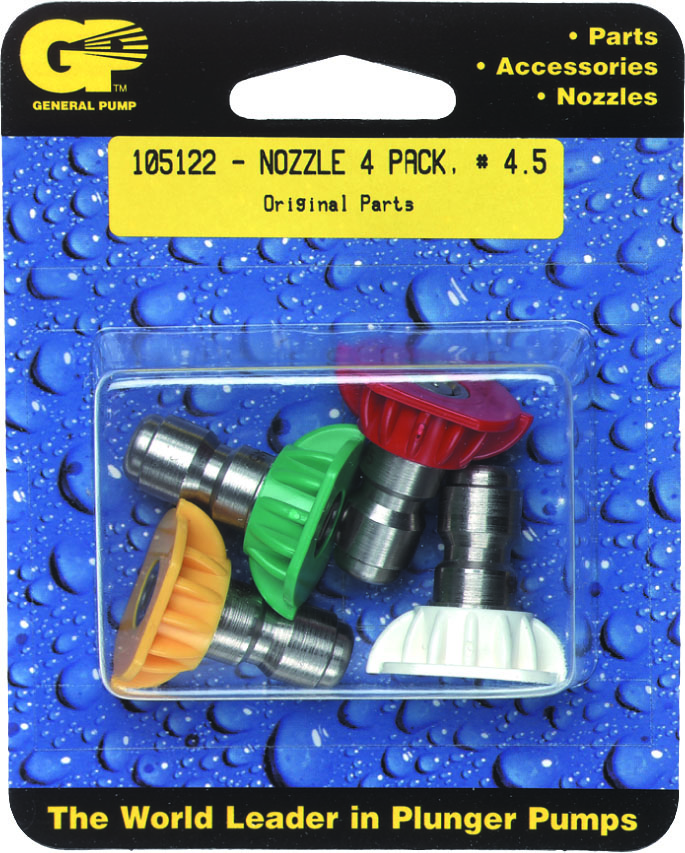 GP
TM
GENERAL PUMP
• Parts
• Accessories
• Nozzles
105122 - NOZZLE 4 PACK, # 4.5
Original Parts
The World Leader in Plunger Pumps